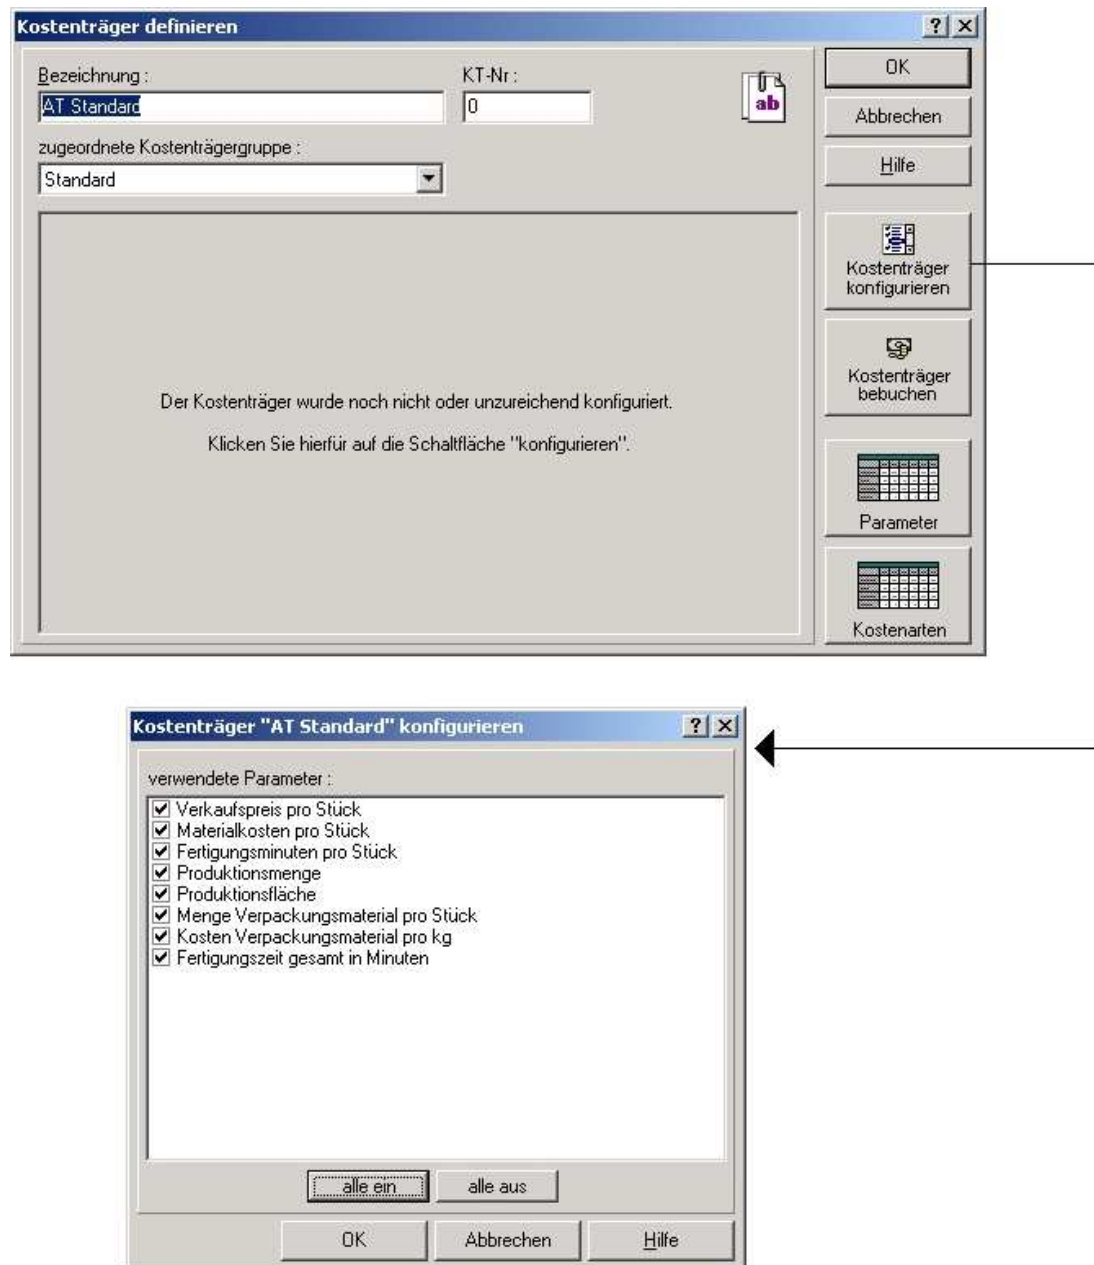 Kostenträger definieren
Bezeichnung :
KT-Nr :
AT Standard
0
ab
zugeordnete Kostenträgergruppe :
Standard
Der Kostenträger wurde noch nicht oder unzureichend konfiguriert.
Klicken Sie hierfür auf die Schaltfläche "konfigurieren".
OK
Abbrechen
Hilfe
Kostenträger
konfigurieren
Kostenträger
bebuchen
Parameter
Kostenarten
Kostenträger "AT Standard" konfigurieren
verwendete Parameter :
Verkaufspreis pro Stück
Materialkosten pro Stück
Fertigungsminuten pro Stück
Produktionsmenge
Produktionsfläche
Menge Verpackungsmaterial pro Stück
Kosten Verpackungsmaterial pro kg
Fertigungszeit gesamt in Minuten
alle ein
alle aus
OK
Abbrechen
Hilfe